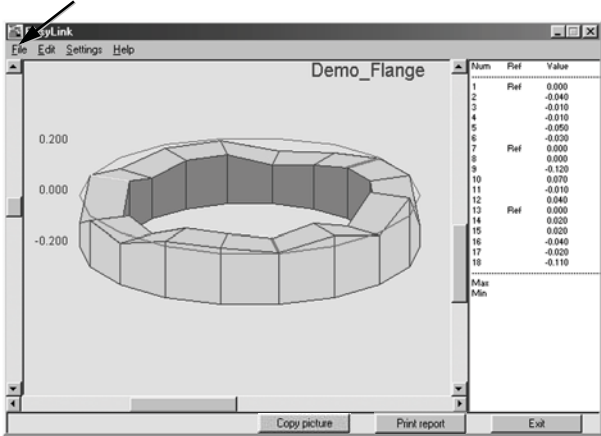 EasyLink
File Edit Settings Help
Demo_Flange
0.200
0.000
-0.200
Num Ref Value
1 Ref 0.000
2 -0.040
3 -0.010
4 -0.010
5 -0.050
6 -0.030
7 Ref 0.000
8 0.000
9 -0.120
10 0.070
11 -0.010
12 0.040
13 Ref 0.000
14 0.020
15 0.020
16 -0.040
17 -0.020
18 -0.110
Max
Min
Copy picture Print report Exit